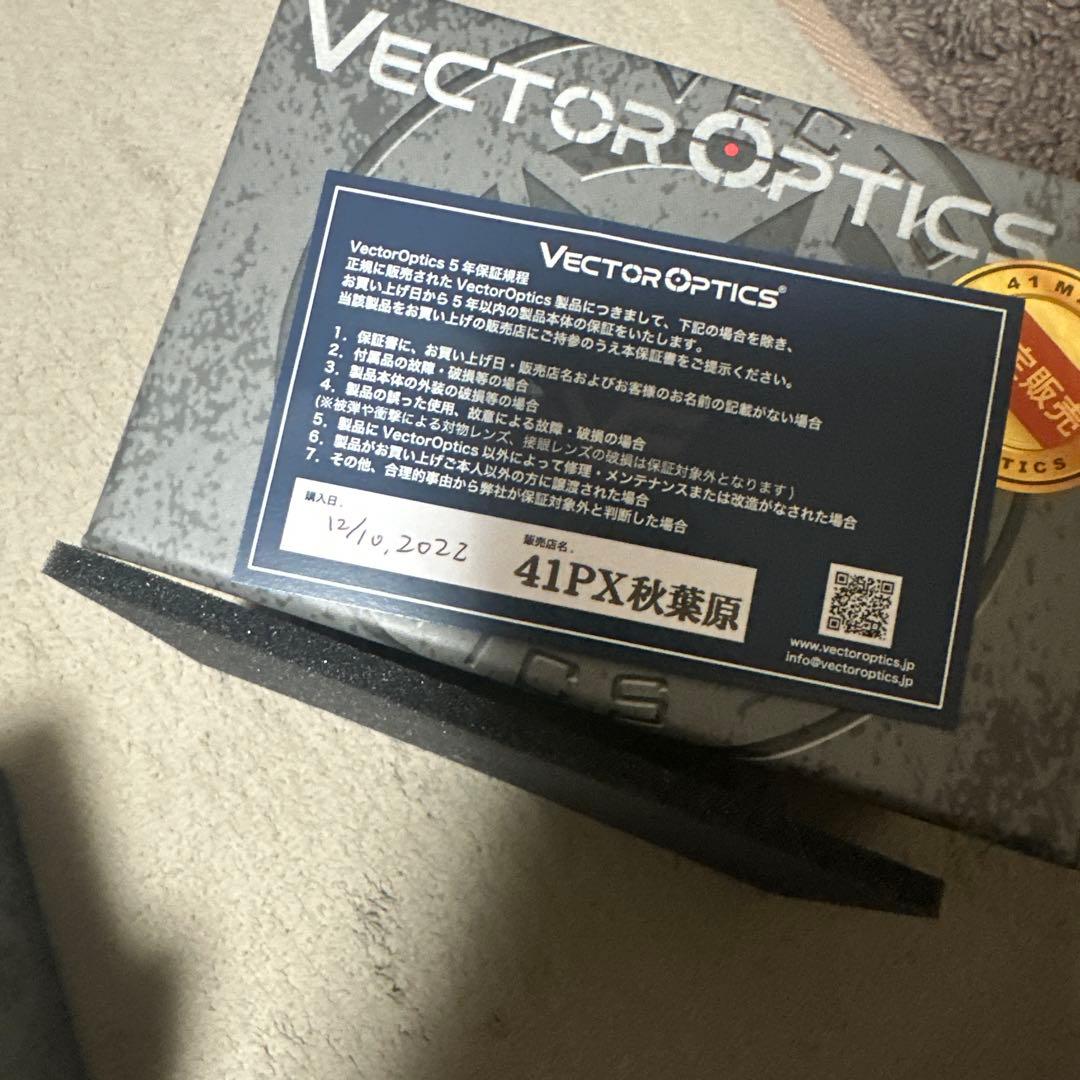 VECTOR OPTICS
VECT
41 M
定販売
TICS
VECTOR OPTICS®
VectorOptics 5 年保証規程
正規に販売された VectorOptics 製品につきまして、下記の場合を除き、
お買い上げ日から 5 年以内の製品本体の保証をいたします。
当該製品をお買い上げの販売店にご持参のうえ本保証書をご提示ください。
1．保証書に、お買い上げ日・販売店名およびお客様のお名前の記載がない場合
2．付属品の故障・破損等の場合
3．製品本体の外装の破損等の場合
4．製品の誤った使用、故意による故障・破損の場合
(※被弾や衝撃による対物レンズ、接眼レンズの破損は保証対象外となります)
5．製品に VectorOptics 以外によって修理・メンテナンスまたは改造がなされた場合
6．製品がお買い上げご本人以外の方に譲渡された場合
7．その他、合理的事由から弊社が保証対象外と判断した場合
購入日．
12/10, 2022
販売店名．
41PX秋葉原
www.vectoroptics.jp
info@vectoroptics.jp
ICS